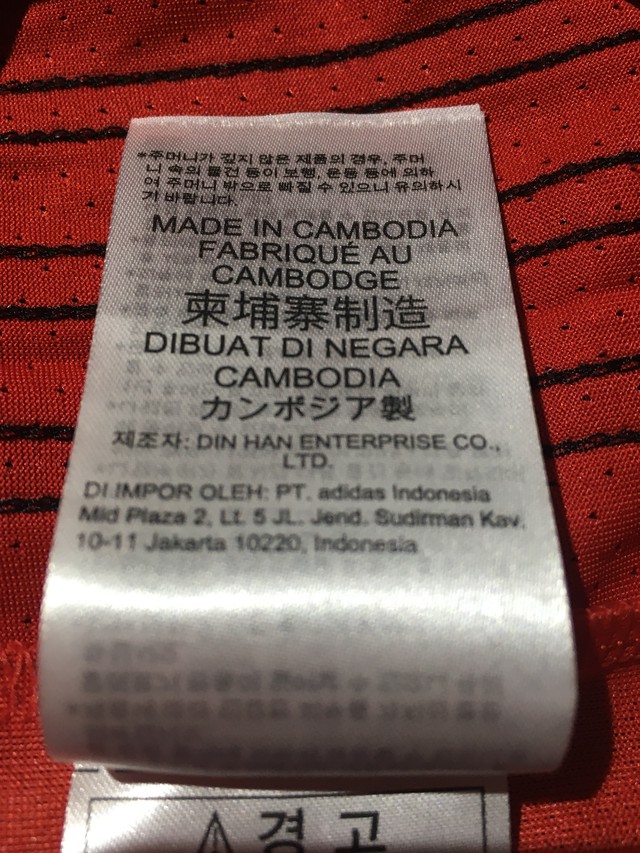 *주머니가 깊지 않은 제품의 경우, 주머
니 속의 물건 등이 보행, 운동 등에 의하
여 주머니 밖으로 빠질 수 있으니 유의하시
기 바랍니다.
MADE IN CAMBODIA
FABRIQUÉ AU
CAMBODGE
柬埔寨制造
DIBUAT DI NEGARA
CAMBODIA
カンボジア製
제조자: DIN HAN ENTERPRISE CO.,
LTD.
DI IMPOR OLEH: PT. adidas Indonesia
Mid Plaza 2, Lt. 5 JL. Jend. Sudirman Kav.
10-11 Jakarta 10220, Indonesia
경고